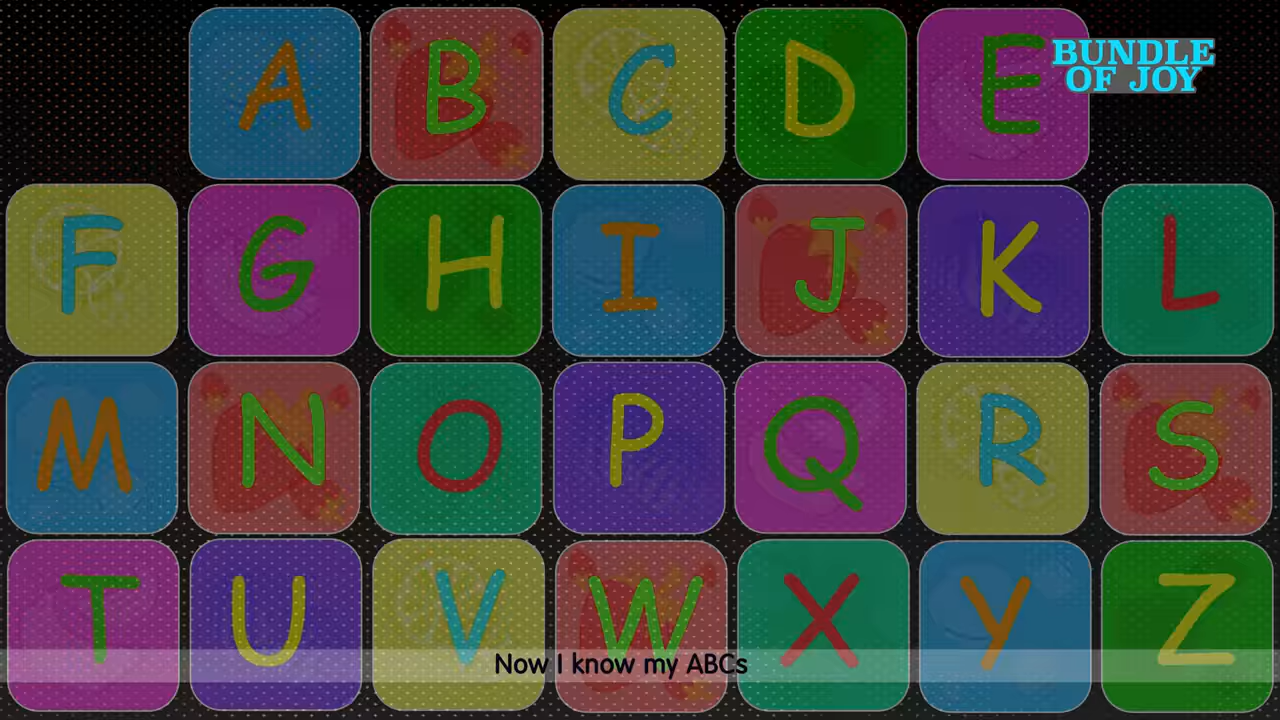 A B C D E
BUNDLE
OF JOY
F G H I J K L
M N O P Q R S
T U V W X Y Z
Now I know my ABCs